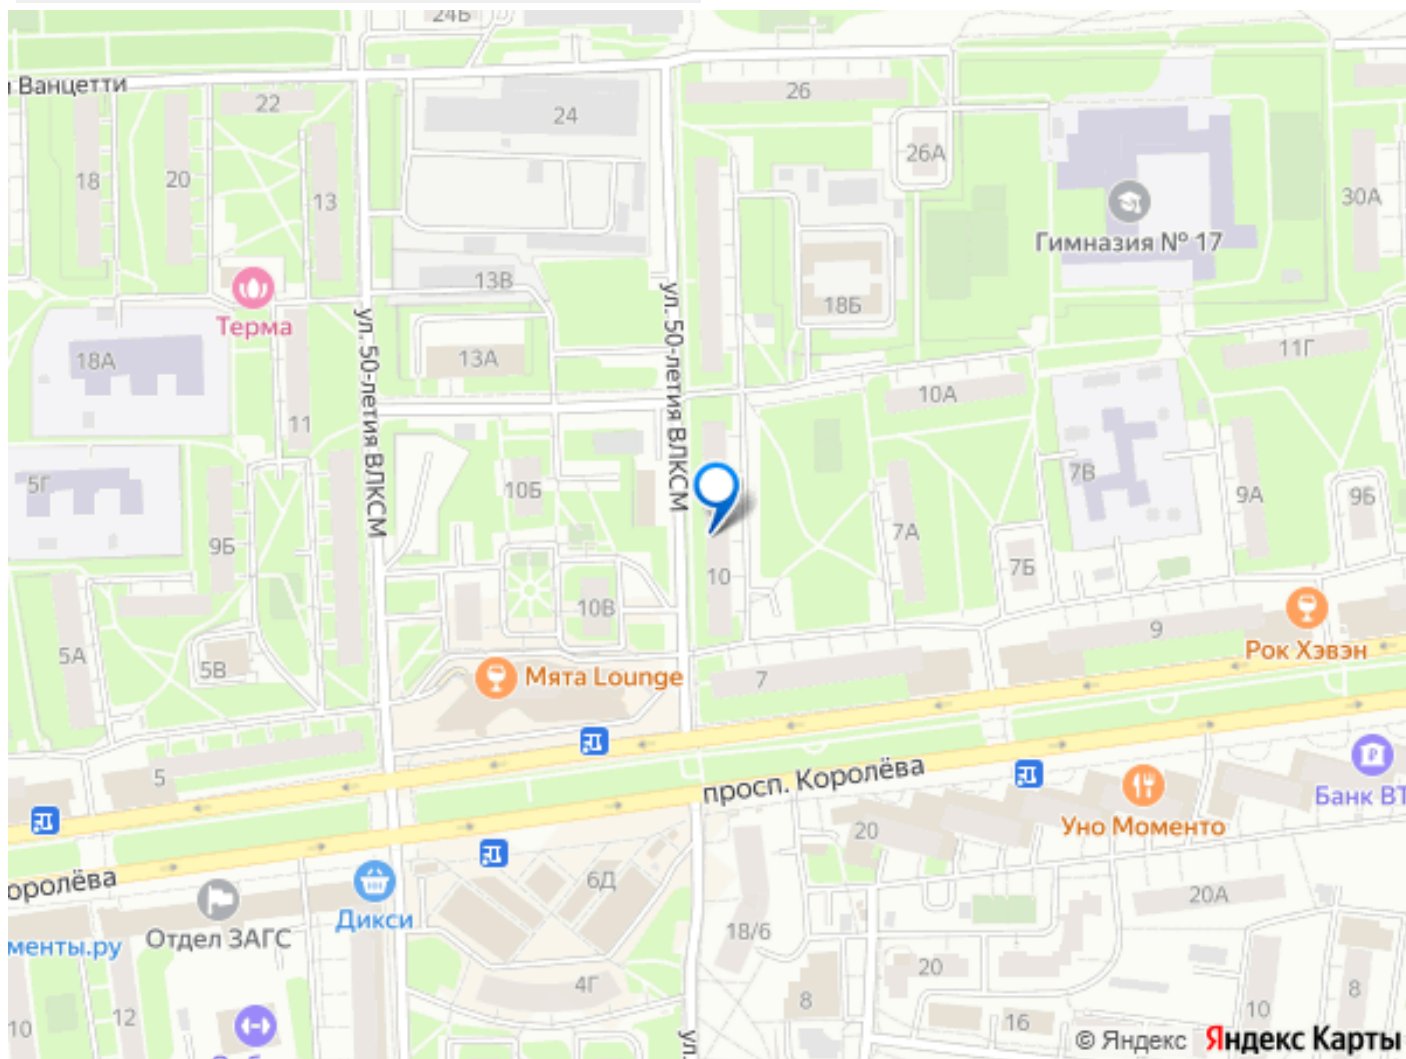 24Б
и Ванцетти
22
24
26
26А
18
20
13
30А
Гимназия № 17
13В
18Б
Терма
ул. 50-летия ВЛКСМ
ул. 50-летия ВЛКСМ
18А
13А
11Г
10А
11
5Г
10Б
7В
9А
9Б
9Б
7А
7Б
10
10В
5А
5В
9
Рок Хэвэн
Мята Lounge
7
5
просп. Королёва
Банк ВТ
Уно Моменто
20
оролёва
6Д
20А
Дикси
Отдел ЗАГС
менты.ру
18/6
20
4Г
8
8
10
12
10
16
ул.
© Яндекс Яндекс Карты